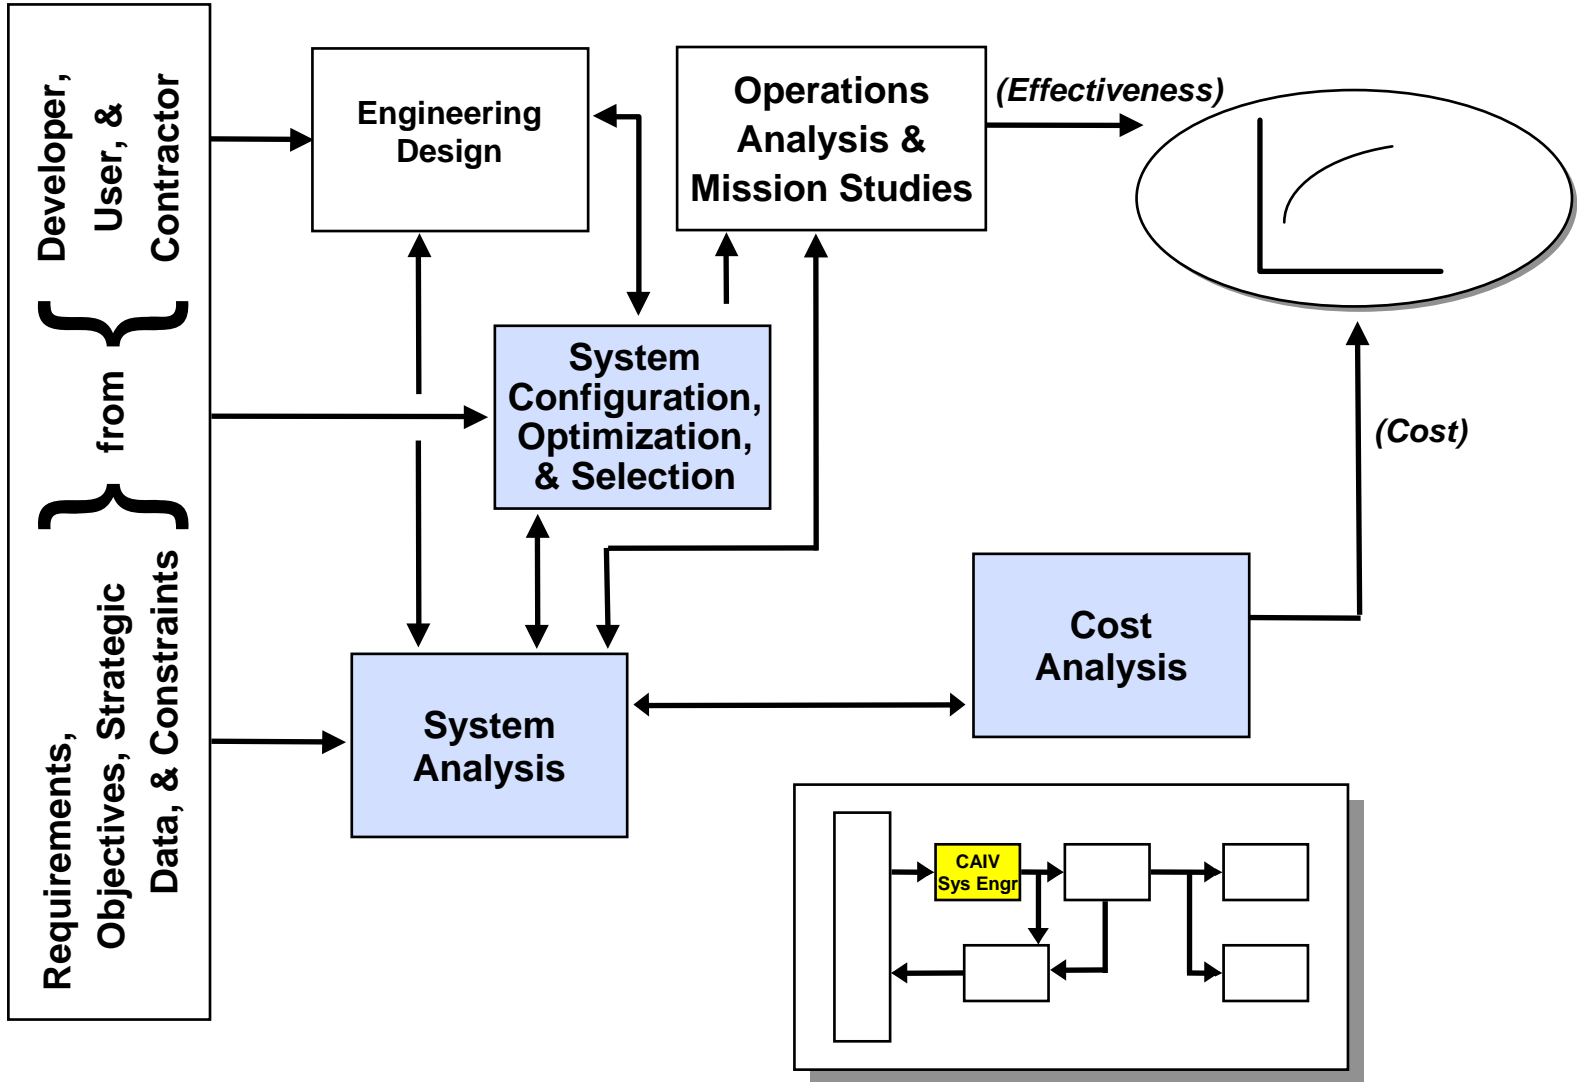 Requirements,
Objectives, Strategic
Data, & Constraints
from
Developer,
User, &
Contractor
Engineering
Design
Operations
Analysis &
Mission Studies
(Effectiveness)
System
Configuration,
Optimization,
& Selection
(Cost)
Cost
Analysis
System
Analysis
CAIV
Sys Engr